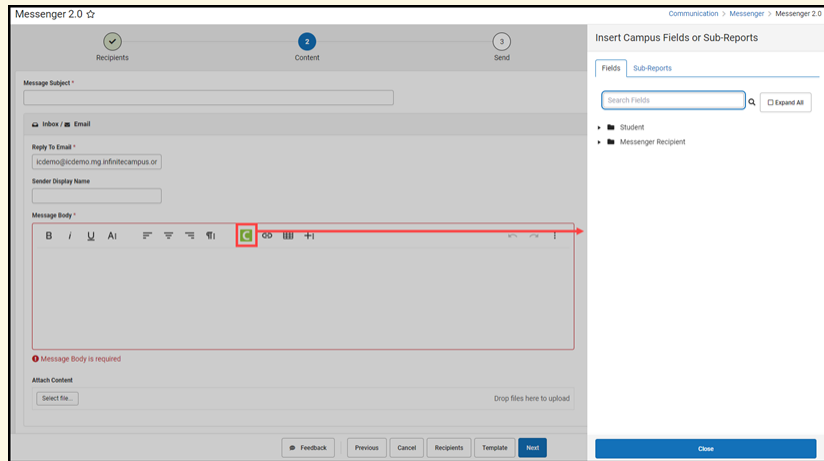 Messenger 2.0 ☆
Communication > Messenger > Messenger 2.0
2
3
Recipients
Content
Send
Message Subject *
Inbox / Email
Reply To Email *
icdemo@icdemo.mg.infinitecampus.or
Sender Display Name
Message Body *
B i U A
C
Message Body is required
Attach Content
Select file...
Drop files here to upload
Feedback
Previous
Cancel
Recipients
Template
Next
Insert Campus Fields or Sub-Reports
Fields
Sub-Reports
Search Fields
Expand All
Student
Messenger Recipient
Close